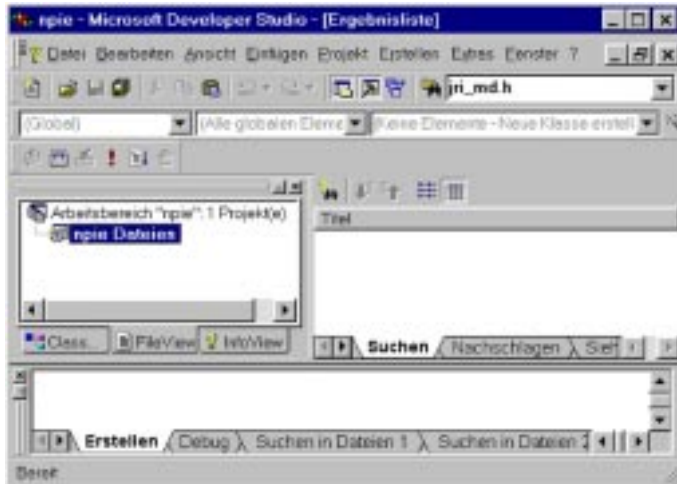 npie - Microsoft Developer Studio - [Ergebnisliste]
Datei Bearbeiten Ansicht Einfügen Projekt Erstellen Extras Fenster ?
jri_md.h
(Global) (Alle globalen Eleme (Keine Elemente - Neue Klasse erstell
Arbeitsbereich "npie": 1 Projekt(e)
npie Dateien
Titel
Class... FileView InfoView
Suchen Nachschlagen
Erstellen Debug Suchen in Dateien 1 Suchen in Dateien 2
Bereit